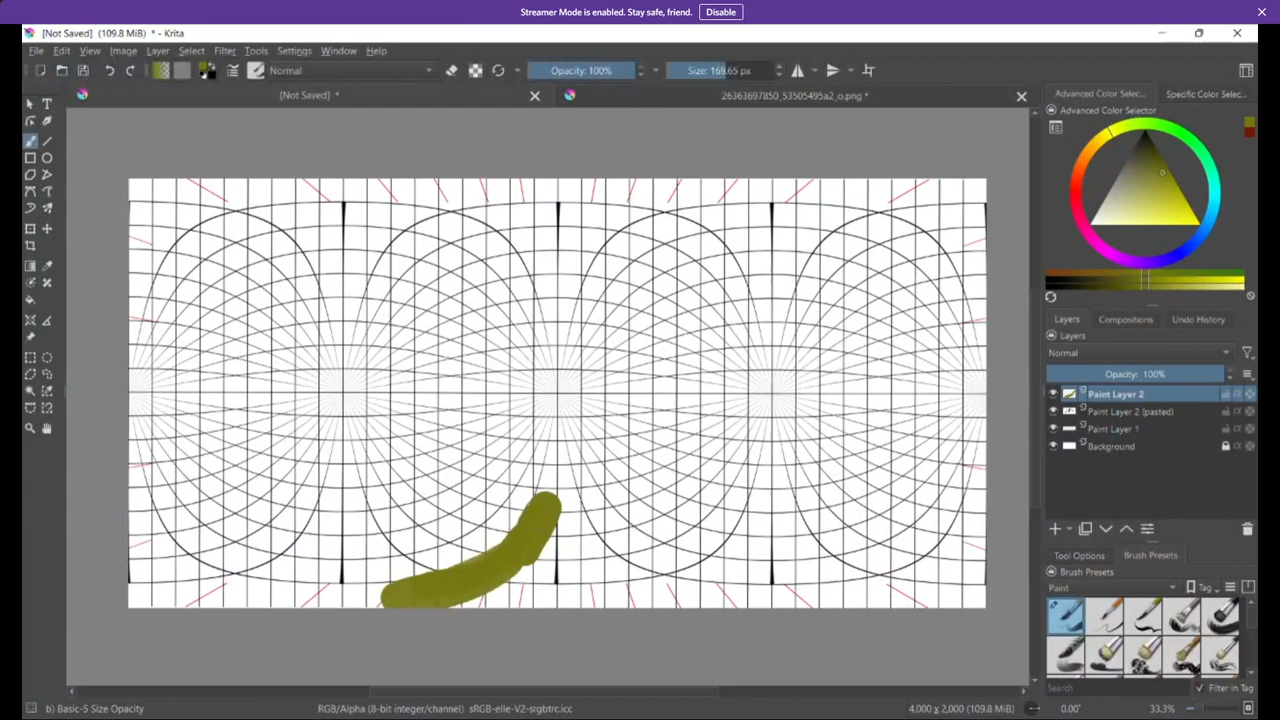 Streamer Mode is enabled. Stay safe, friend. Disable
[Not Saved] (109.8 MiB) * - Krita
File Edit View Image Layer Select Filter Tools Settings Window Help
Normal Opacity: 100% Size: 169.65 px
[Not Saved] * 26363697850_53505495a2_o.png *
Advanced Color Selec... Specific Color Selec...
Advanced Color Selector
Layers Compositions Undo History
Layers
Normal
Opacity: 100%
Paint Layer 2
Paint Layer 2 (pasted)
Paint Layer 1
Background
Tool Options Brush Presets
Brush Presets
Paint Tag
Search Filter in Tag
b) Basic-5 Size Opacity RGB/Alpha (8-bit integer/channel) sRGB-elle-V2-srgbtrc.icc 4,000 x 2,000 (109.8 MiB) 0.00° 33.3%